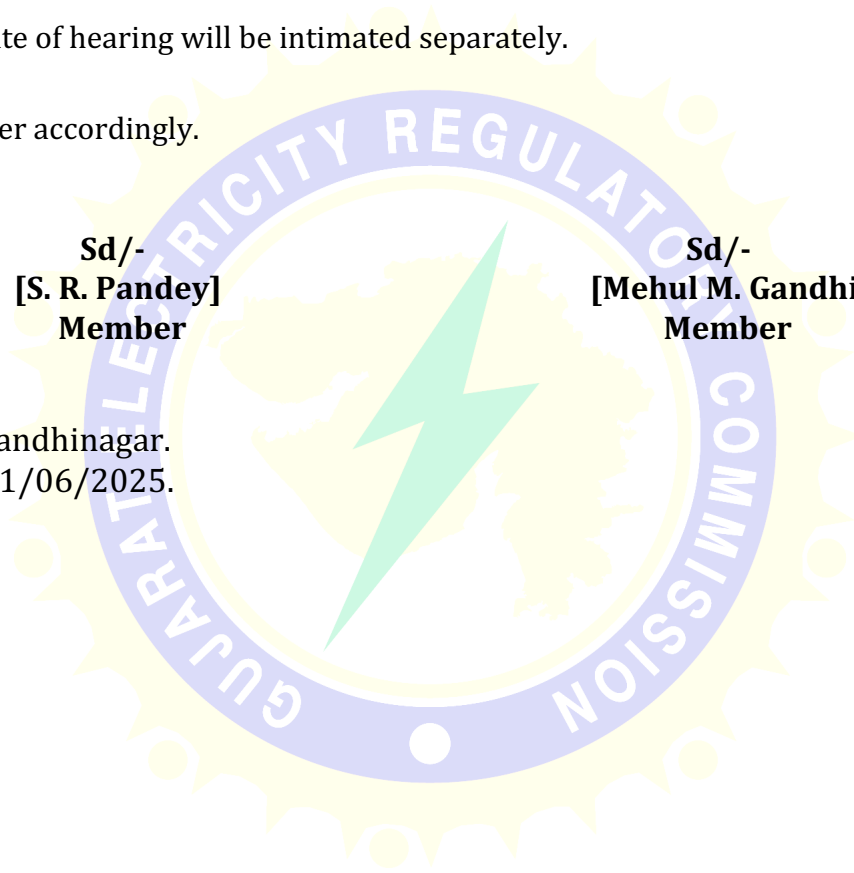 te of hearing will be intimated separately.
er accordingly.
Sd/- Sd/-
[S. R. Pandey] [Mehul M. Gandhi
Member Member
andhinagar.
1/06/2025.
GUJARAT ELECTRICITY REGULATORY COMMISSION